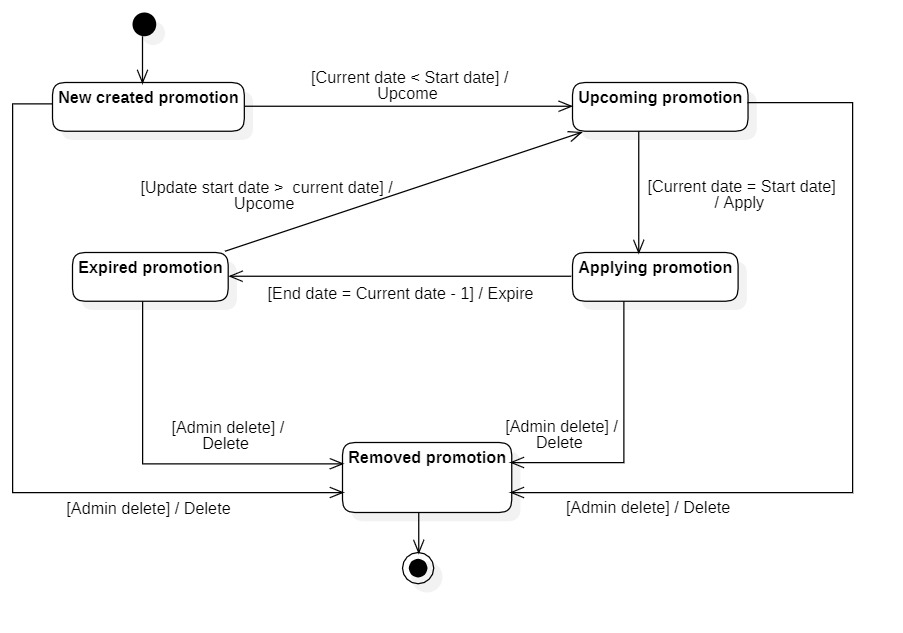 [Current date < Start date] /
Upcome
New created promotion
Upcoming promotion
[Update start date >  current date] /
Upcome
[Current date = Start date]
/ Apply
Expired promotion
Applying promotion
[End date = Current date - 1] / Expire
[Admin delete] /
Delete
[Admin delete] /
Delete
Removed promotion
[Admin delete] / Delete
[Admin delete] / Delete